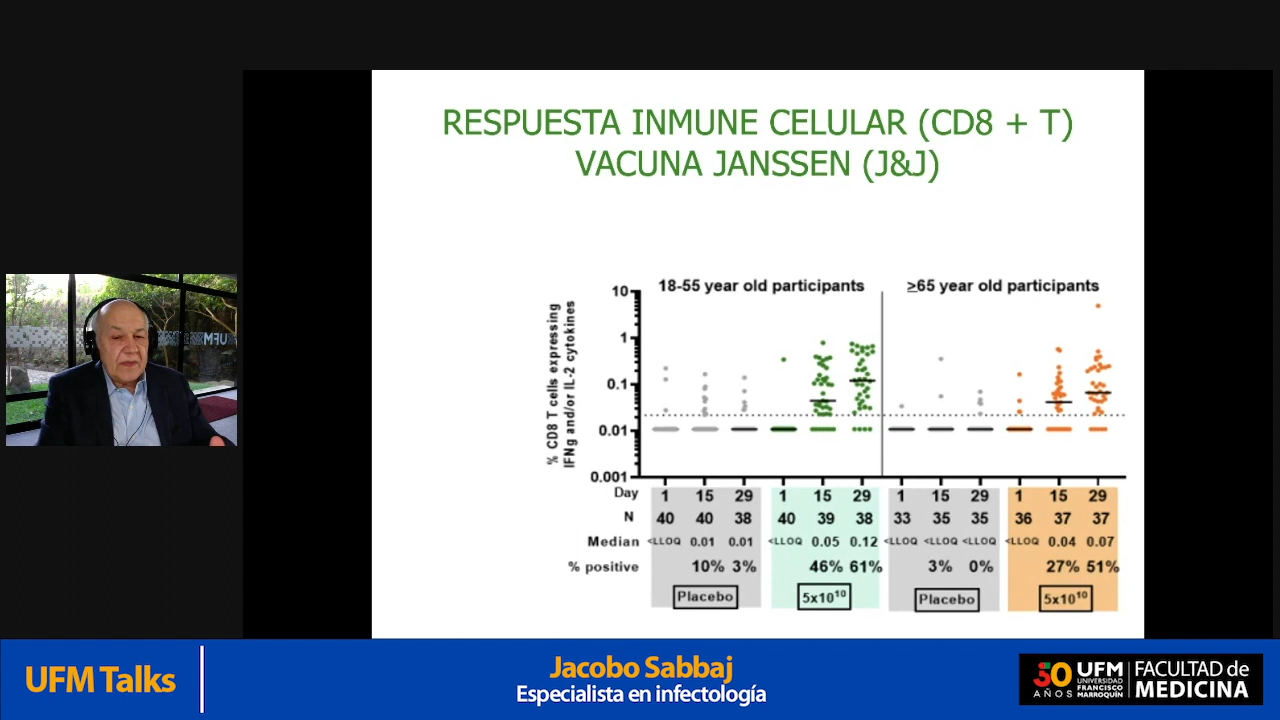 RESPUESTA INMUNE CELULAR (CD8 + T)
VACUNA JANSSEN (J&J)
18-55 year old participants
≥65 year old participants
% CD8 T cells expressing
IFNg and/or IL-2 cytokines
10
1
0.1
0.01
0.001
Day 1 15 29 1 15 29 1 15 29 1 15 29
N 40 40 38 40 39 38 33 35 35 36 37 37
Median <LLOQ 0.01 0.01 <LLOQ 0.05 0.12 <LLOQ <LLOQ <LLOQ <LLOQ 0.04 0.07
% positive 10% 3% 46% 61% 3% 0% 27% 51%
Placebo 5x10¹⁰ Placebo 5x10¹⁰
UFM
UFM Talks
Jacobo Sabbaj
Especialista en infectología
50
AÑOS
UFM
UNIVERSIDAD
FRANCISCO
MARROQUÍN
FACULTAD de
MEDICINA